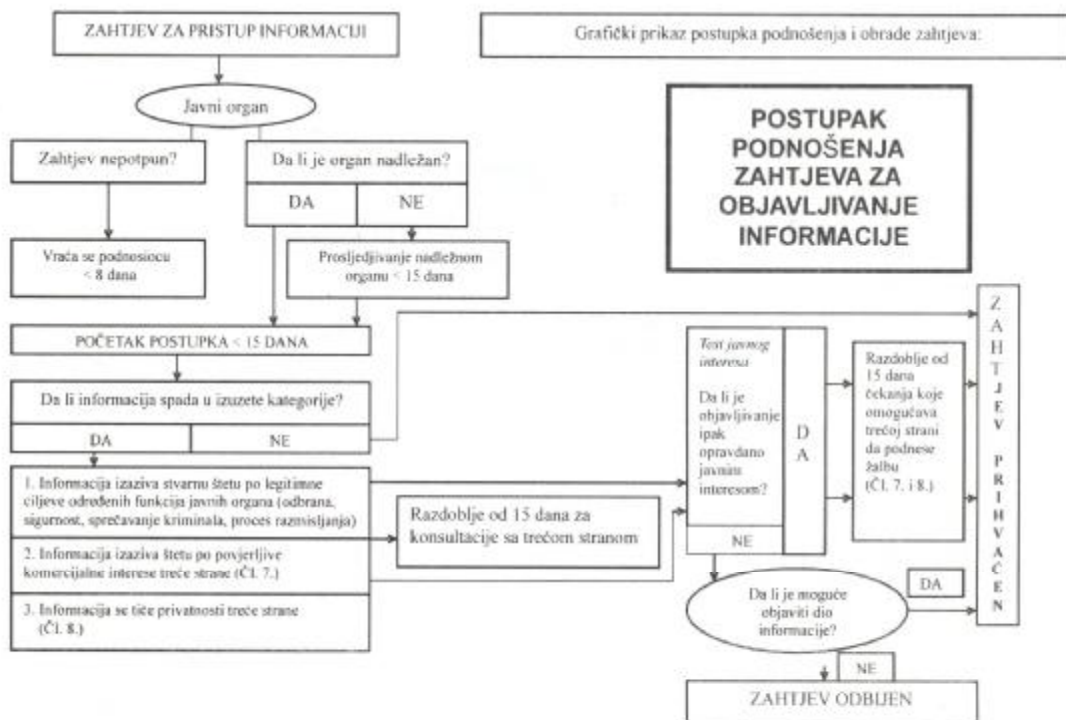 ZAHTJEV ZA PRISTUP INFORMACIJI
Grafički prikaz postupka podnošenja i obrade zahtjeva:
Javni organ
POSTUPAK
PODNOŠENJA
ZAHTJEVA ZA
OBJAVLJIVANJE
INFORMACIJE
Zahtjev nepotpun?
Da li je organ nadležan?
DA
NE
Vraća se podnosiocu
< 8 dana
Prosljedjivanje nadležnom
organu < 15 dana
POČETAK POSTUPKA < 15 DANA
Da li informacija spada u izuzete kategorije?
DA
NE
1. Informacija izaziva stvarnu štetu po legitimne
ciljeve određenih funkcija javnih organa (odbrana,
sigurnost, sprečavanje kriminala, proces razmišljanja)
2. Informacija izaziva štetu po povjerljive
komercijalne interese treće strane (Čl. 7.)
3. Informacija se tiče privatnosti treće strane
(Čl. 8.)
Razdoblje od 15 dana za
konsultacije sa trećom stranom
Test javnog
interesa
Da li je
objavljivanje
ipak
opravdano
javnim
interesom?
NE
DA
Razdoblje od
15 dana
čekanja koje
omogućava
trećoj strani
da podnese
žalbu
(Čl. 7. i 8.)
ZAHTJEV PRIHVAĆEN
Da li je moguće
objaviti dio
informacije?
DA
NE
ZAHTJEV ODBIJEN